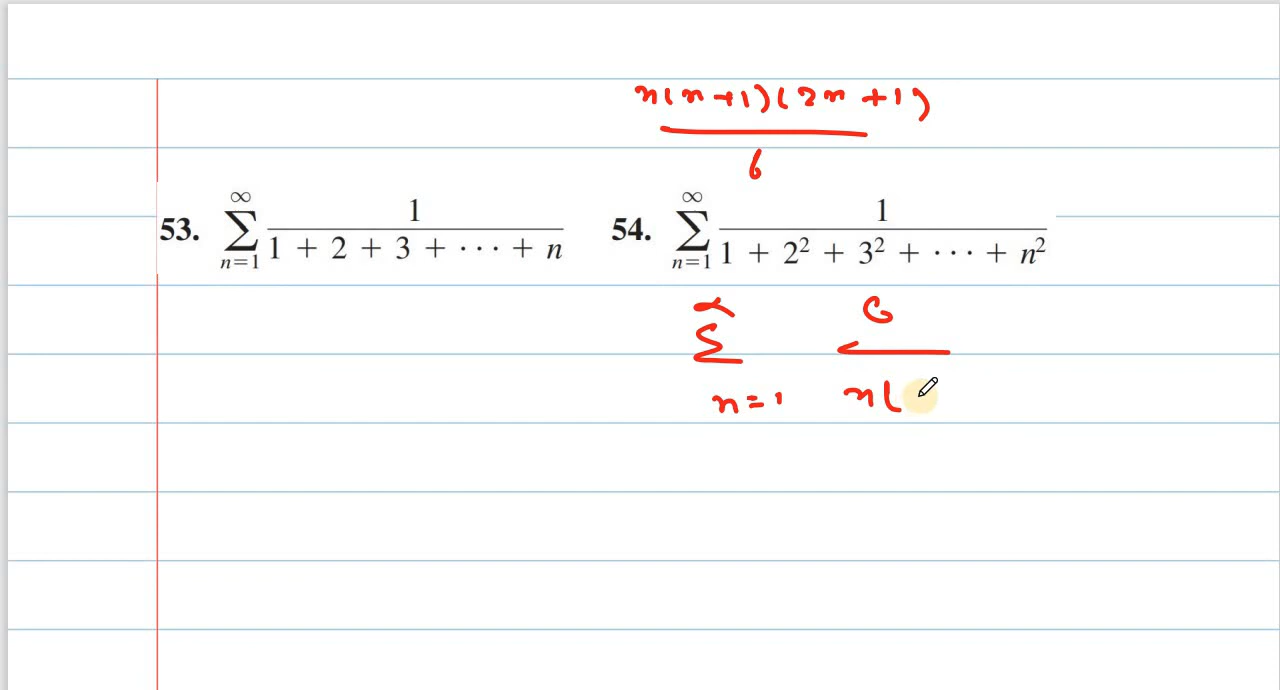 n(n+1)(2n+1)
6
53. ∞ ∑ n=1 1 / 1 + 2 + 3 + ··· + n
54. ∞ ∑ n=1 1 / 1 + 2² + 3² + ··· + n²
∑ 6
n=1 n(